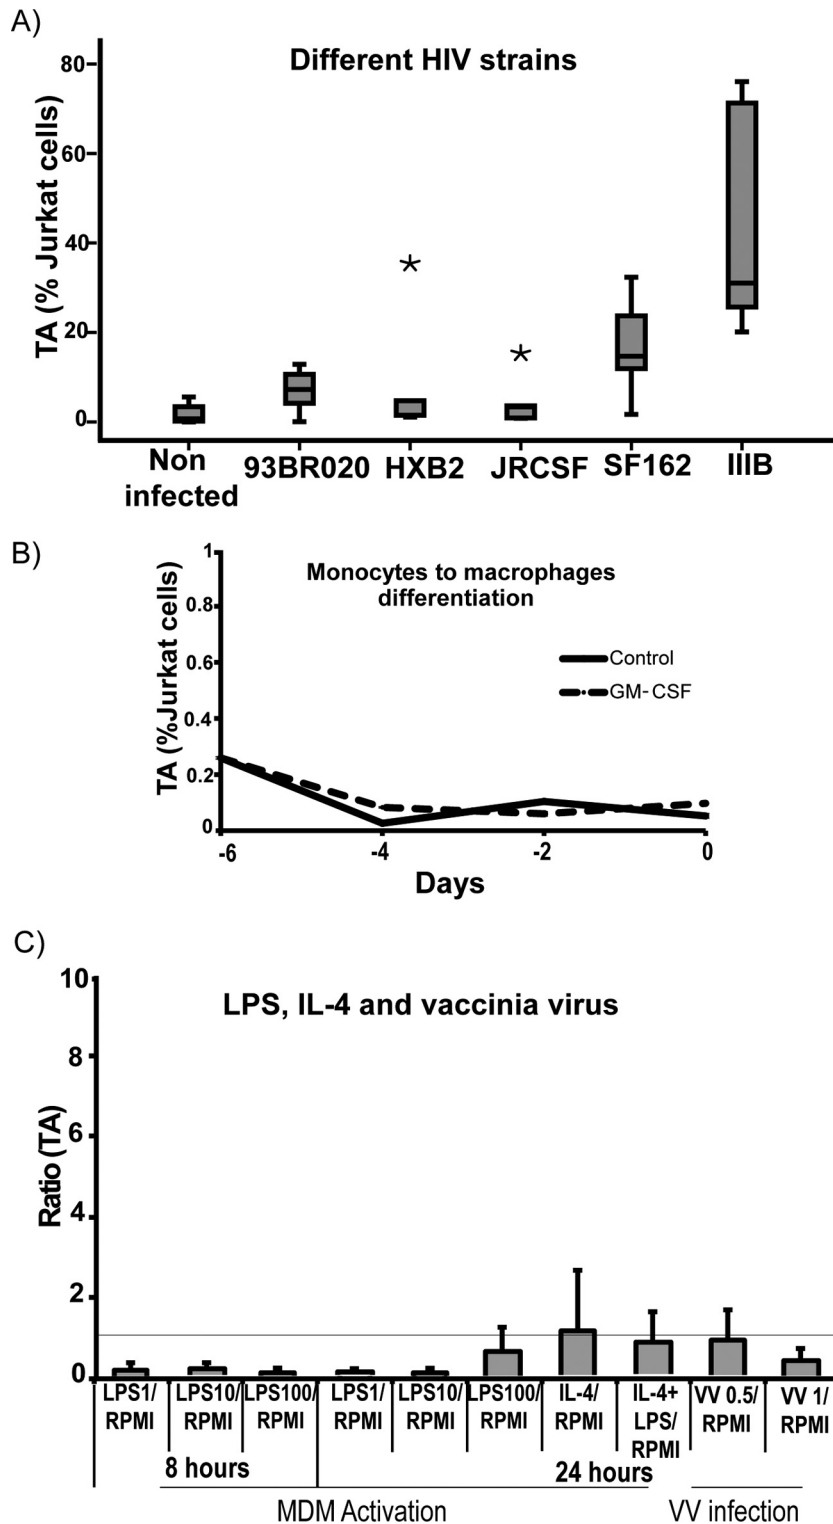 A)
Different HIV strains
TA (% Jurkat cells)
80
60
40
20
0
Non
infected
93BR020
HXB2
JRCSF
SF162
IIIB
B)
Monocytes to macrophages
differentiation
TA (%Jurkat cells)
1
0.8
0.6
0.4
0.2
0
Control
GM-CSF
-6
-4
-2
0
Days
C)
LPS, IL-4 and vaccinia virus
Ratio (TA)
10
8
6
4
2
0
LPS1/
RPMI
LPS10/
RPMI
LPS100/
RPMI
LPS1/
RPMI
LPS10/
RPMI
LPS100/
RPMI
IL-4/
RPMI
IL-4+
LPS/
RPMI
VV 0.5/
RPMI
VV 1/
RPMI
8 hours
24 hours
MDM Activation
VV infection